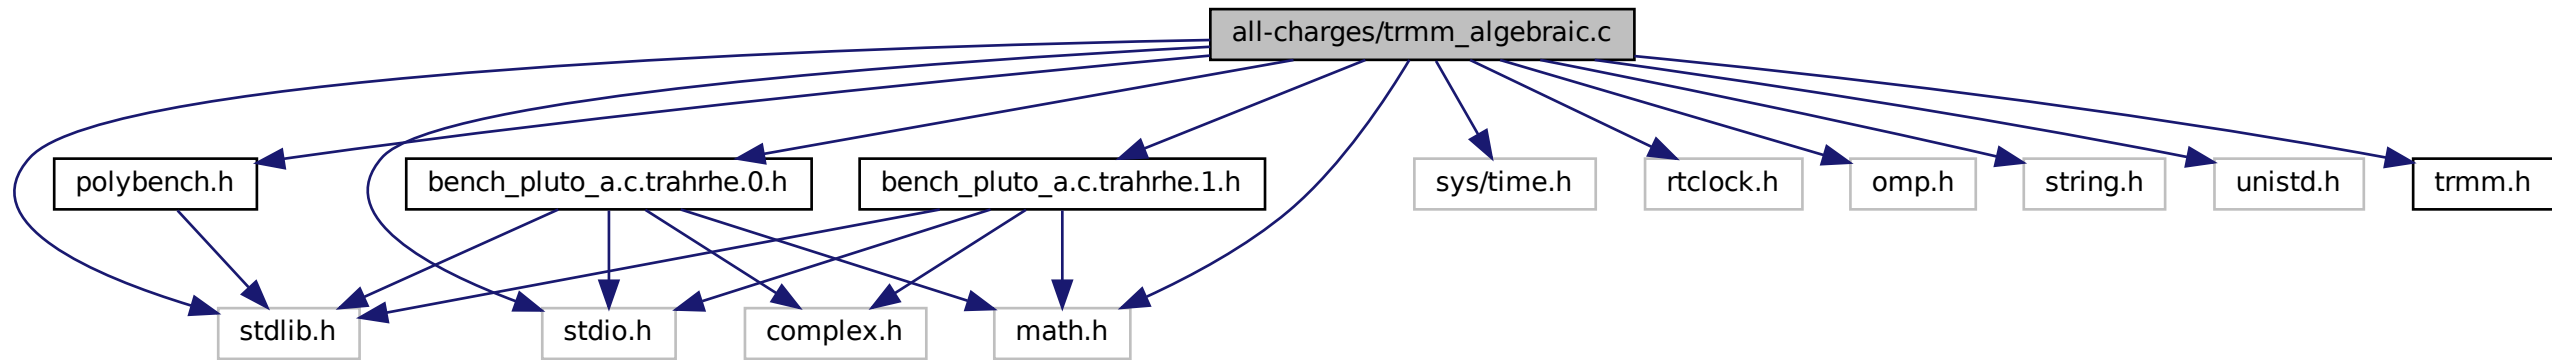 all-charges/trmm_algebraic.c
polybench.h
bench_pluto_a.c.trahrhe.0.h
bench_pluto_a.c.trahrhe.1.h
sys/time.h
rtclock.h
omp.h
string.h
unistd.h
trmm.h
stdlib.h
stdio.h
complex.h
math.h